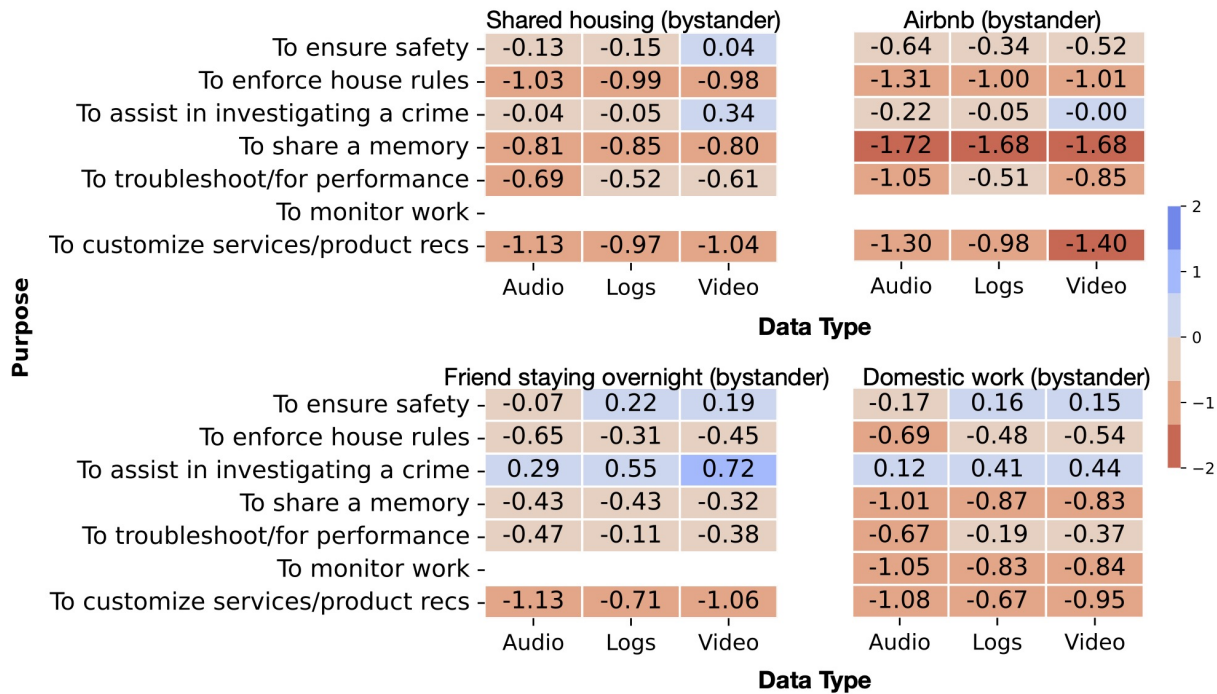 Shared housing (bystander)
To ensure safety -0.13 -0.15 0.04
To enforce house rules -1.03 -0.99 -0.98
To assist in investigating a crime -0.04 -0.05 0.34
To share a memory -0.81 -0.85 -0.80
To troubleshoot/for performance -0.69 -0.52 -0.61
To monitor work
To customize services/product recs -1.13 -0.97 -1.04
Audio Logs Video
Airbnb (bystander)
-0.64 -0.34 -0.52
-1.31 -1.00 -1.01
-0.22 -0.05 -0.00
-1.72 -1.68 -1.68
-1.05 -0.51 -0.85
-1.30 -0.98 -1.40
Audio Logs Video
Data Type
Purpose
2
1
0
−1
−2
Friend staying overnight (bystander)
To ensure safety -0.07 0.22 0.19
To enforce house rules -0.65 -0.31 -0.45
To assist in investigating a crime 0.29 0.55 0.72
To share a memory -0.43 -0.43 -0.32
To troubleshoot/for performance -0.47 -0.11 -0.38
To monitor work
To customize services/product recs -1.13 -0.71 -1.06
Audio Logs Video
Domestic work (bystander)
-0.17 0.16 0.15
-0.69 -0.48 -0.54
0.12 0.41 0.44
-1.01 -0.87 -0.83
-0.67 -0.19 -0.37
-1.05 -0.83 -0.84
-1.08 -0.67 -0.95
Audio Logs Video
Data Type